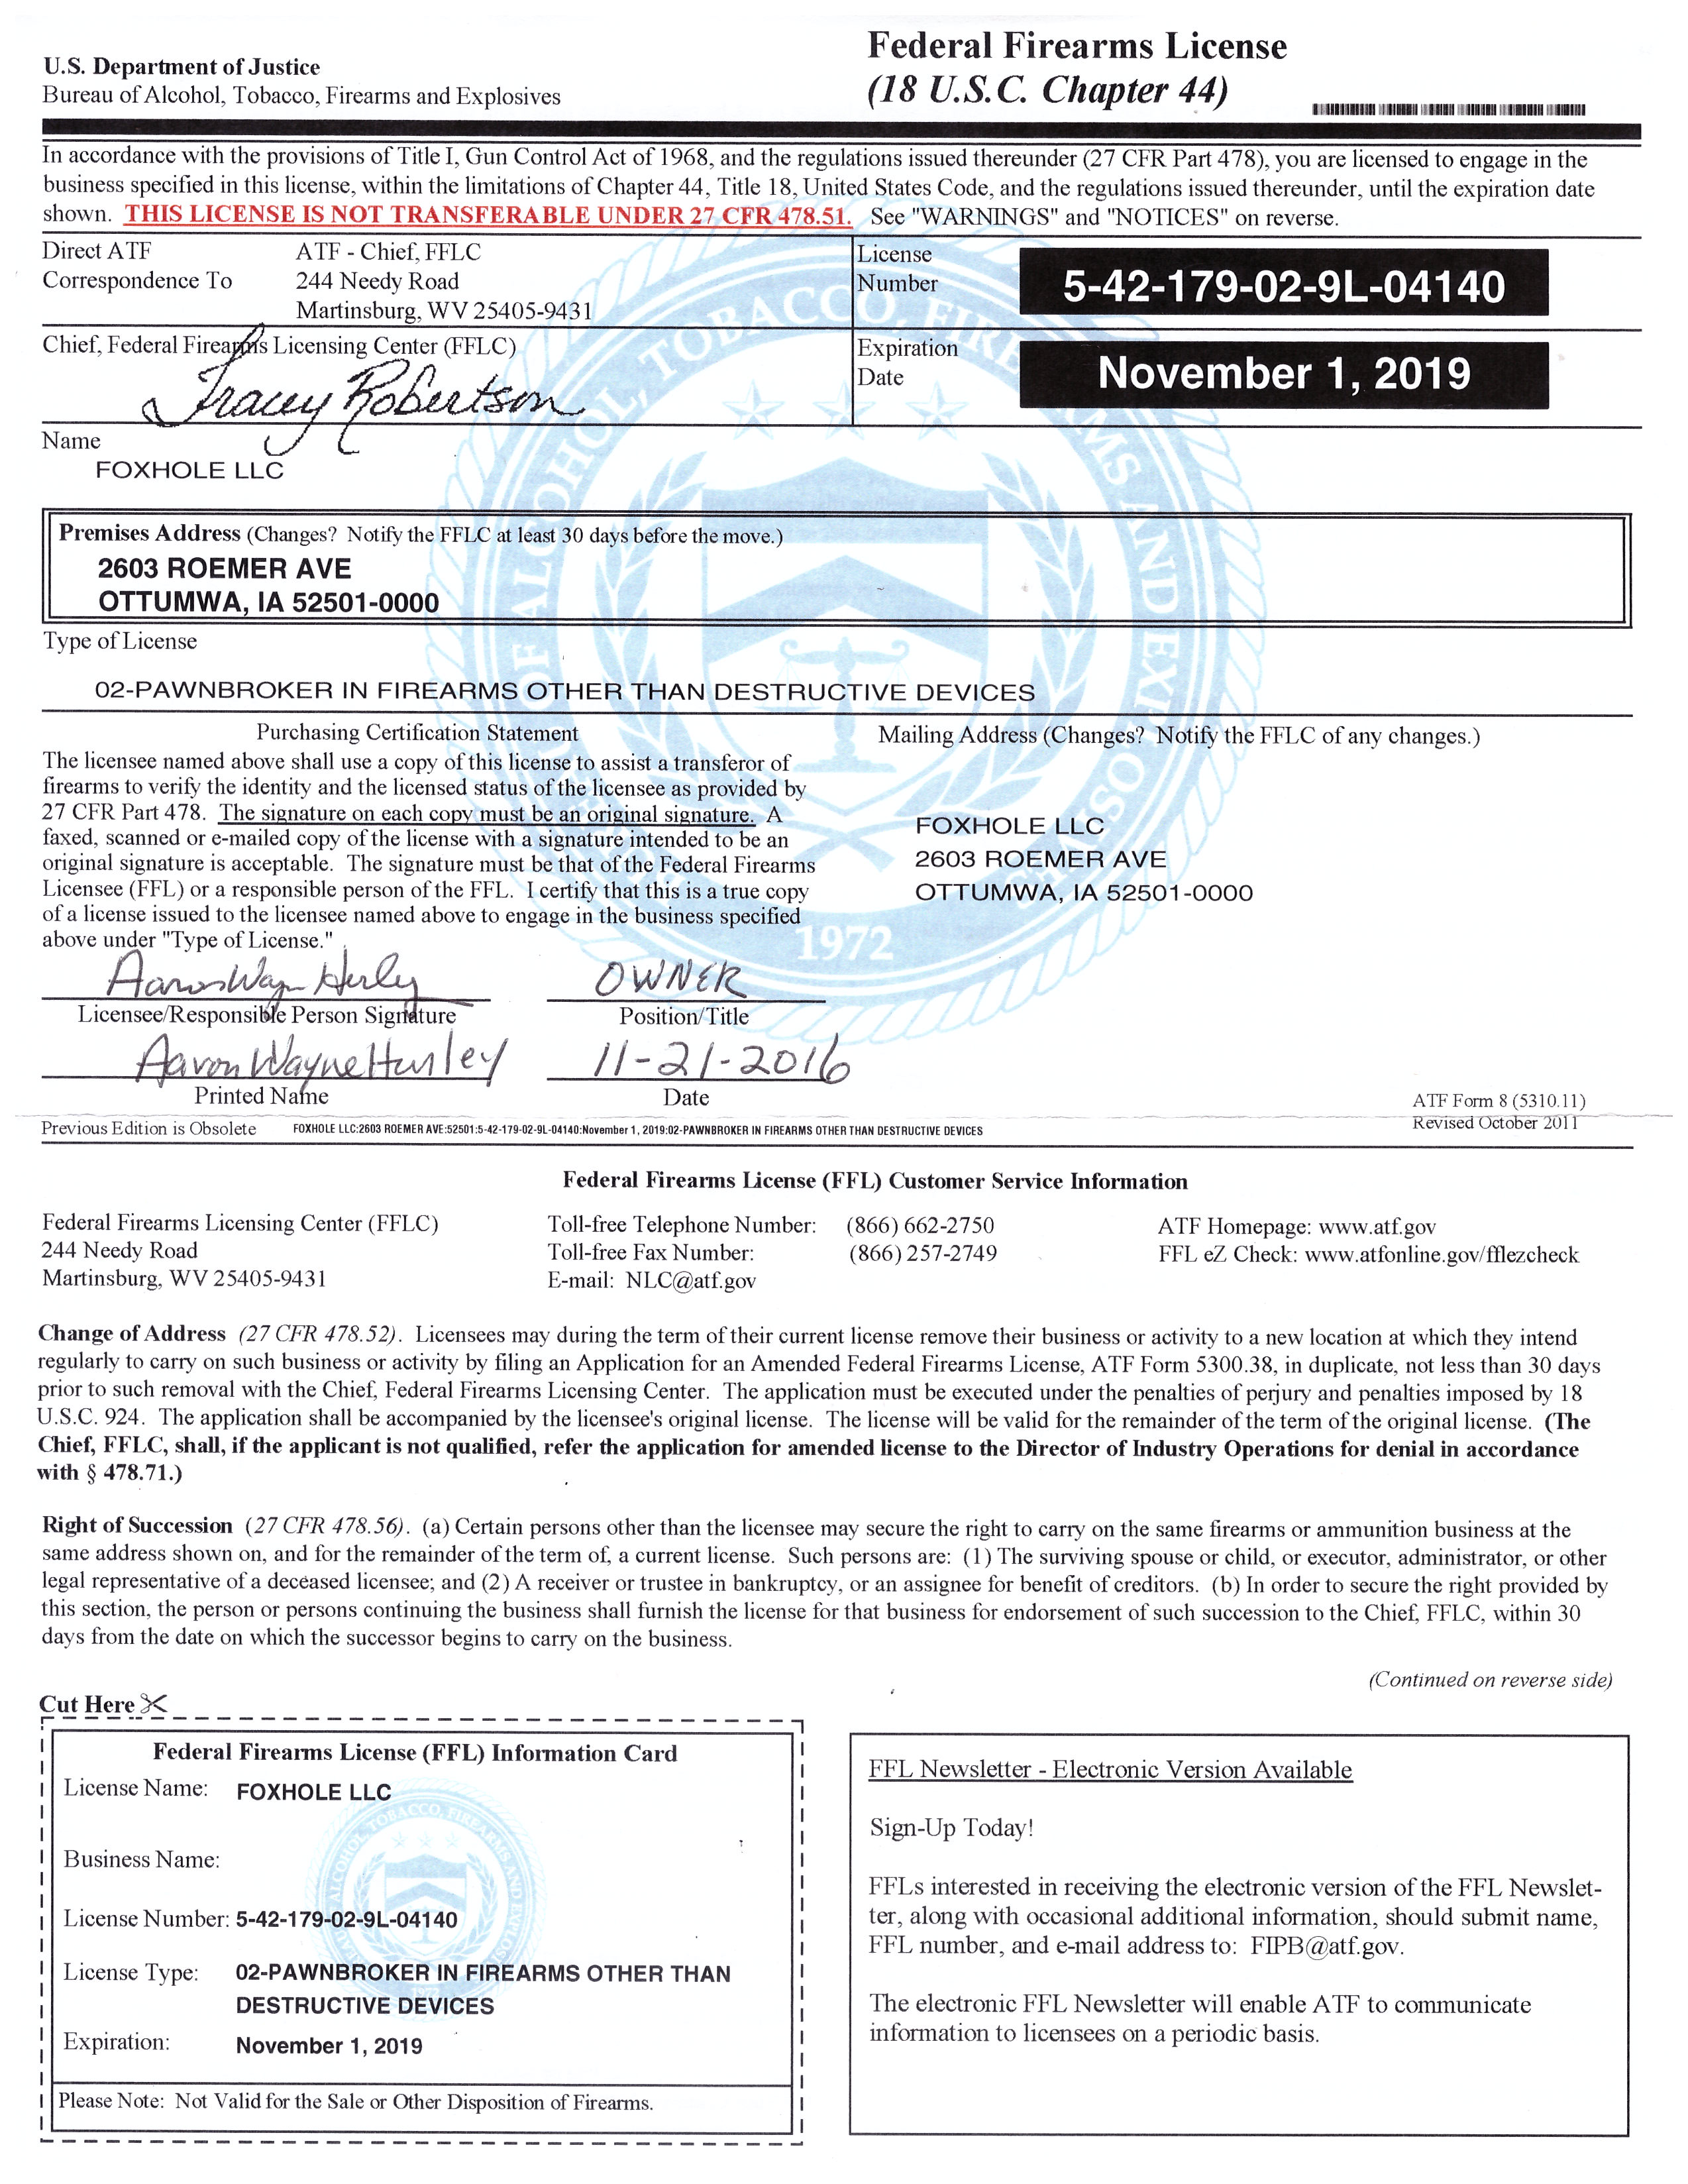 U.S. Department of Justice
Bureau of Alcohol, Tobacco, Firearms and Explosives
Federal Firearms License
(18 U.S.C. Chapter 44)
In accordance with the provisions of Title I, Gun Control Act of 1968, and the regulations issued thereunder (27 CFR Part 478), you are licensed to engage in the
business specified in this license, within the limitations of Chapter 44, Title 18, United States Code, and the regulations issued thereunder, until the expiration date
shown. THIS LICENSE IS NOT TRANSFERABLE UNDER 27 CFR 478.51. See "WARNINGS" and "NOTICES" on reverse.
Direct ATF
Correspondence To
ATF - Chief, FFLC
244 Needy Road
Martinsburg, WV 25405-9431
License
Number
5-42-179-02-9L-04140
Chief, Federal Firearms Licensing Center (FFLC)
Tracey Robertson
Expiration
Date
November 1, 2019
Name
FOXHOLE LLC
Premises Address (Changes? Notify the FFLC at least 30 days before the move.)
2603 ROEMER AVE
OTTUMWA, IA 52501-0000
Type of License
02-PAWNBROKER IN FIREARMS OTHER THAN DESTRUCTIVE DEVICES
Purchasing Certification Statement
The licensee named above shall use a copy of this license to assist a transferor of
firearms to verify the identity and the licensed status of the licensee as provided by
27 CFR Part 478. The signature on each copy must be an original signature. A
faxed, scanned or e-mailed copy of the license with a signature intended to be an
original signature is acceptable. The signature must be that of the Federal Firearms
Licensee (FFL) or a responsible person of the FFL. I certify that this is a true copy
of a license issued to the licensee named above to engage in the business specified
above under "Type of License."
Mailing Address (Changes? Notify the FFLC of any changes.)
FOXHOLE LLC
2603 ROEMER AVE
OTTUMWA, IA 52501-0000
1972
OWNER
Licensee/Responsible Person Signature
Position/Title
Aaron Wayne Hurley
11-21-2016
Printed Name
Date
ATF Form 8 (5310.11)
Revised October 2011
Previous Edition is Obsolete
FOXHOLE LLC:2603 ROEMER AVE:52501:5-42-179-02-9L-04140:November 1, 2019:02-PAWNBROKER IN FIREARMS OTHER THAN DESTRUCTIVE DEVICES
Federal Firearms License (FFL) Customer Service Information
Federal Firearms Licensing Center (FFLC)
244 Needy Road
Martinsburg, WV 25405-9431
Toll-free Telephone Number: (866) 662-2750
Toll-free Fax Number: (866) 257-2749
E-mail: NLC@atf.gov
ATF Homepage: www.atf.gov
FFL eZ Check: www.atfonline.gov/fflezcheck
Change of Address (27 CFR 478.52). Licensees may during the term of their current license remove their business or activity to a new location at which they intend
regularly to carry on such business or activity by filing an Application for an Amended Federal Firearms License, ATF Form 5300.38, in duplicate, not less than 30 days
prior to such removal with the Chief, Federal Firearms Licensing Center. The application must be executed under the penalties of perjury and penalties imposed by 18
U.S.C. 924. The application shall be accompanied by the licensee's original license. The license will be valid for the remainder of the term of the original license. (The
Chief, FFLC, shall, if the applicant is not qualified, refer the application for amended license to the Director of Industry Operations for denial in accordance
with § 478.71.)
Right of Succession (27 CFR 478.56). (a) Certain persons other than the licensee may secure the right to carry on the same firearms or ammunition business at the
same address shown on, and for the remainder of the term of, a current license. Such persons are: (1) The surviving spouse or child, or executor, administrator, or other
legal representative of a deceased licensee; and (2) A receiver or trustee in bankruptcy, or an assignee for benefit of creditors. (b) In order to secure the right provided by
this section, the person or persons continuing the business shall furnish the license for that business for endorsement of such succession to the Chief, FFLC, within 30
days from the date on which the successor begins to carry on the business.
(Continued on reverse side)
Cut Here
Federal Firearms License (FFL) Information Card
License Name: FOXHOLE LLC
Business Name:
License Number: 5-42-179-02-9L-04140
License Type: 02-PAWNBROKER IN FIREARMS OTHER THAN
DESTRUCTIVE DEVICES
Expiration: November 1, 2019
Please Note: Not Valid for the Sale or Other Disposition of Firearms.
FFL Newsletter - Electronic Version Available
Sign-Up Today!
FFLs interested in receiving the electronic version of the FFL Newslet-
ter, along with occasional additional information, should submit name,
FFL number, and e-mail address to: FIPB@atf.gov.
The electronic FFL Newsletter will enable ATF to communicate
information to licensees on a periodic basis.